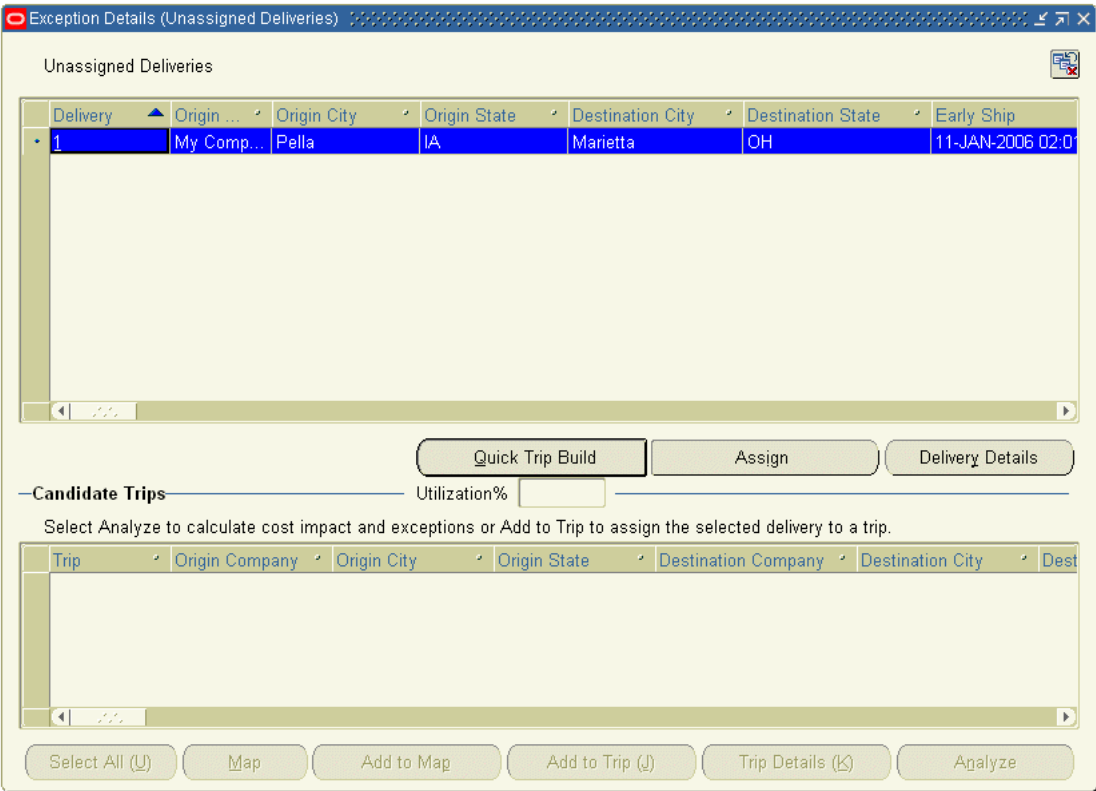 Exception Details (Unassigned Deliveries)
Unassigned Deliveries
Delivery Origin ... Origin City Origin State Destination City Destination State Early Ship
1 My Comp... Pella IA Marietta OH 11-JAN-2006 02:01
Quick Trip Build Assign Delivery Details
Candidate Trips Utilization%
Select Analyze to calculate cost impact and exceptions or Add to Trip to assign the selected delivery to a trip.
Trip Origin Company Origin City Origin State Destination Company Destination City Dest
Select All (U) Map Add to Map Add to Trip (J) Trip Details (K) Analyze